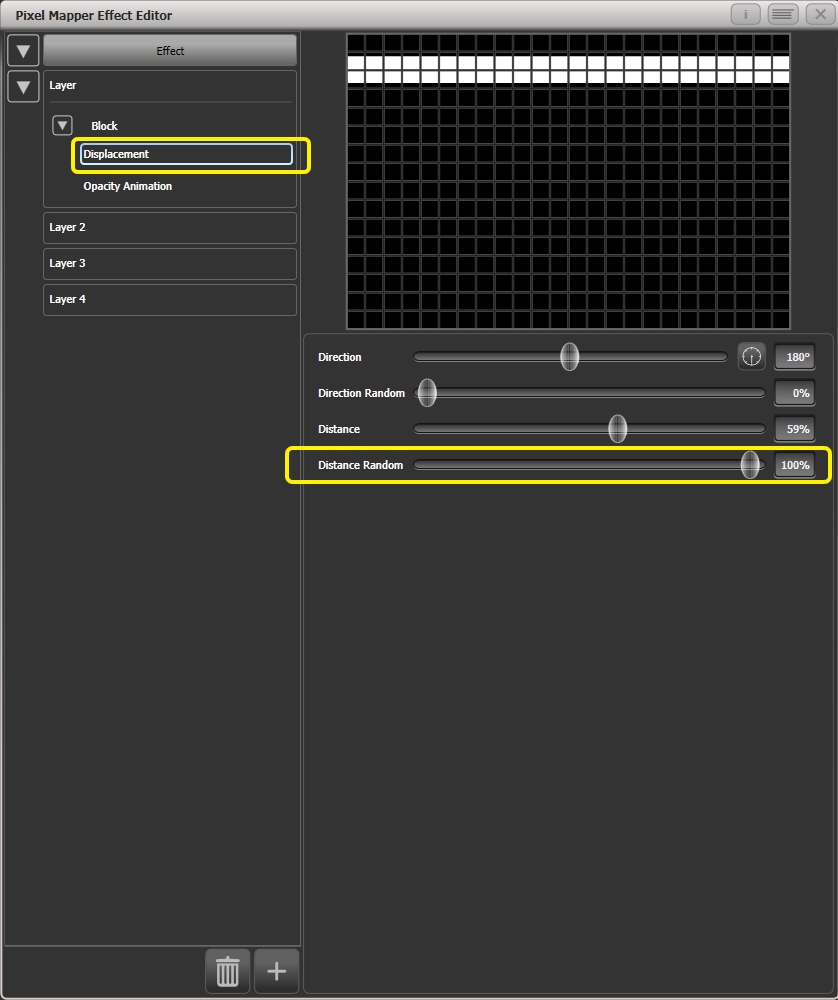 Pixel Mapper Effect Editor
i
Effect
Layer
Block
Displacement
Opacity Animation
Layer 2
Layer 3
Layer 4
Direction 180°
Direction Random 0%
Distance 59%
Distance Random 100%